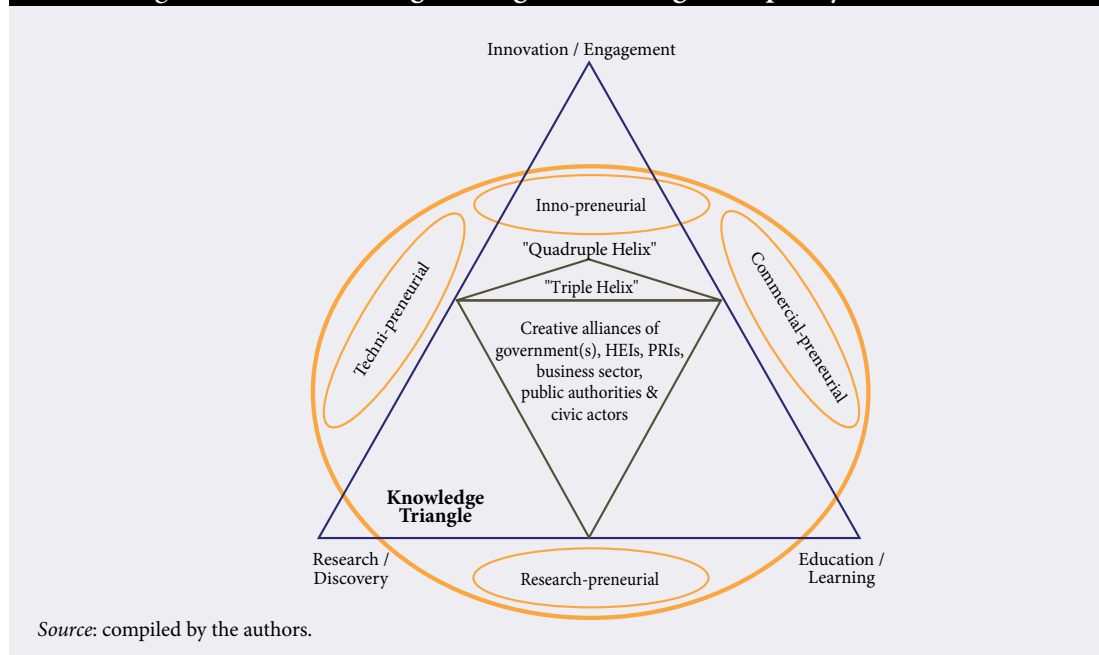 Innovation / Engagement
Inno-preneurial
"Quadruple Helix"
"Triple Helix"
Techni-preneurial
Commercial-preneurial
Creative alliances of
government(s), HEIs, PRIs,
business sector,
public authorities &
civic actors
Knowledge
Triangle
Research /
Discovery
Education /
Learning
Research-preneurial
Source: compiled by the authors.